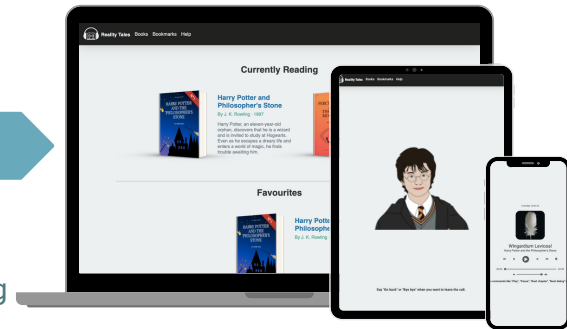 Reality Tales Books Bookmarks Help
Currently Reading
HARRY POTTER
AND THE
PHILOSOPHER'S
STONE
Harry Potter and
Philosopher's Stone
By J. K. Rowling · 1997
Harry Potter, an eleven-year-old
orphan, discovers that he is a wizard
and is invited to study at Hogwarts.
Even as he escapes a dreary life and
enters a world of magic, he finds
trouble awaiting him.
Favourites
HARRY POTTER
AND THE
PHILOSOPHER'S
STONE
Harry Potte
Philosophe
By J. K. Rowling
Reality Tales Books Bookmarks Help
Say "Go back" or "Bye bye" when you want to leave the call!
Wingardium Leviosa!
Harry Potter and the Philosopher's Stone
g